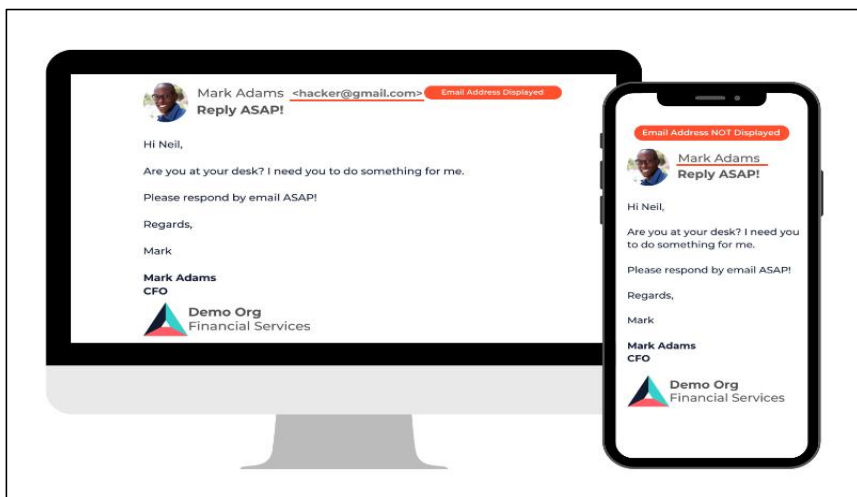 Mark Adams <hacker@gmail.com> Email Address Displayed
Reply ASAP!
Hi Neil,
Are you at your desk? I need you to do something for me.
Please respond by email ASAP!
Regards,
Mark
Mark Adams
CFO
Demo Org
Financial Services
Email Address NOT Displayed
Mark Adams
Reply ASAP!
Hi Neil,
Are you at your desk? I need you
to do something for me.
Please respond by email ASAP!
Regards,
Mark
Mark Adams
CFO
Demo Org
Financial Services